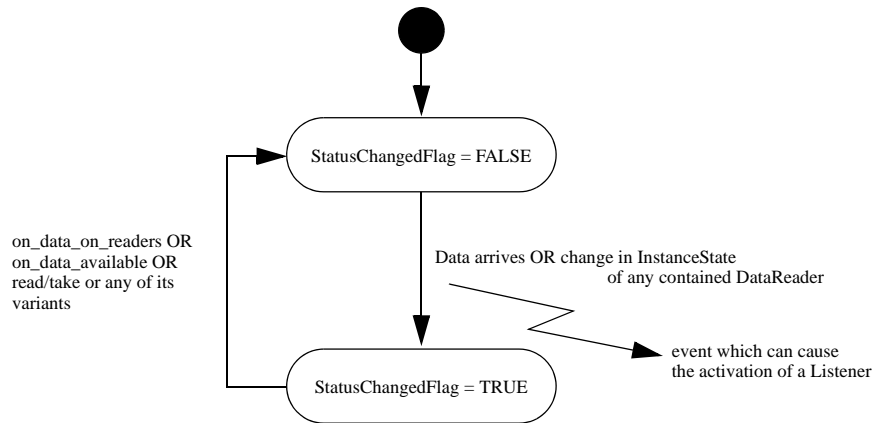 StatusChangedFlag = FALSE
on_data_on_readers OR
on_data_available OR
read/take or any of its
variants
Data arrives OR change in InstanceState
of any contained DataReader
event which can cause
the activation of a Listener
StatusChangedFlag = TRUE